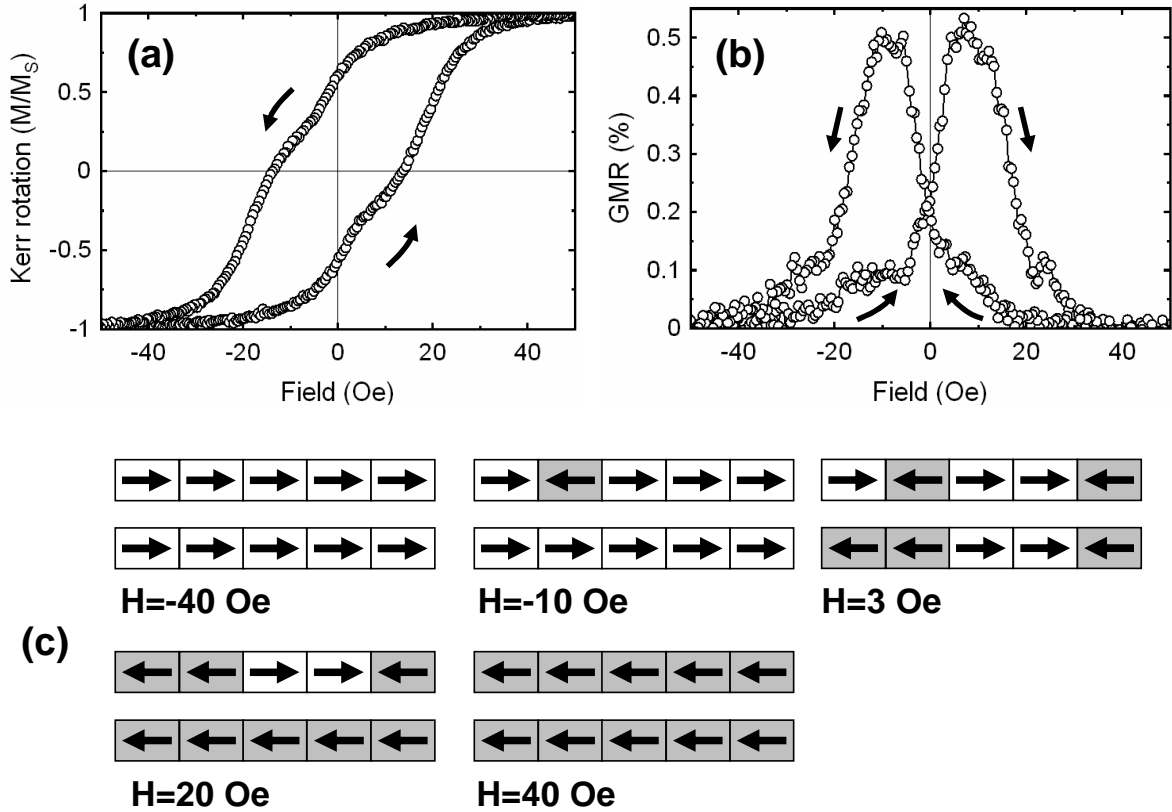 (a)
Kerr rotation (M/M_S)
1
0.5
0
-0.5
-1
-40 -20 0 20 40
Field (Oe)
(b)
GMR (%)
0.5
0.4
0.3
0.2
0.1
0
-40 -20 0 20 40
Field (Oe)
(c)
H=-40 Oe
H=-10 Oe
H=3 Oe
H=20 Oe
H=40 Oe